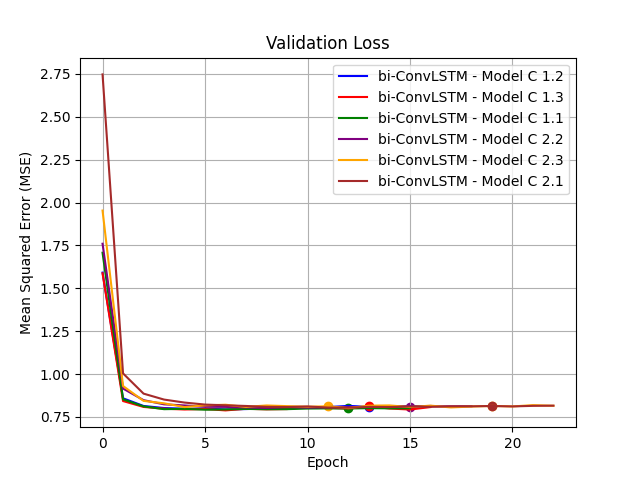 Validation Loss
bi-ConvLSTM - Model C 1.2
bi-ConvLSTM - Model C 1.3
bi-ConvLSTM - Model C 1.1
bi-ConvLSTM - Model C 2.2
bi-ConvLSTM - Model C 2.3
bi-ConvLSTM - Model C 2.1
Mean Squared Error (MSE)
2.75
2.50
2.25
2.00
1.75
1.50
1.25
1.00
0.75
0 5 10 15 20
Epoch